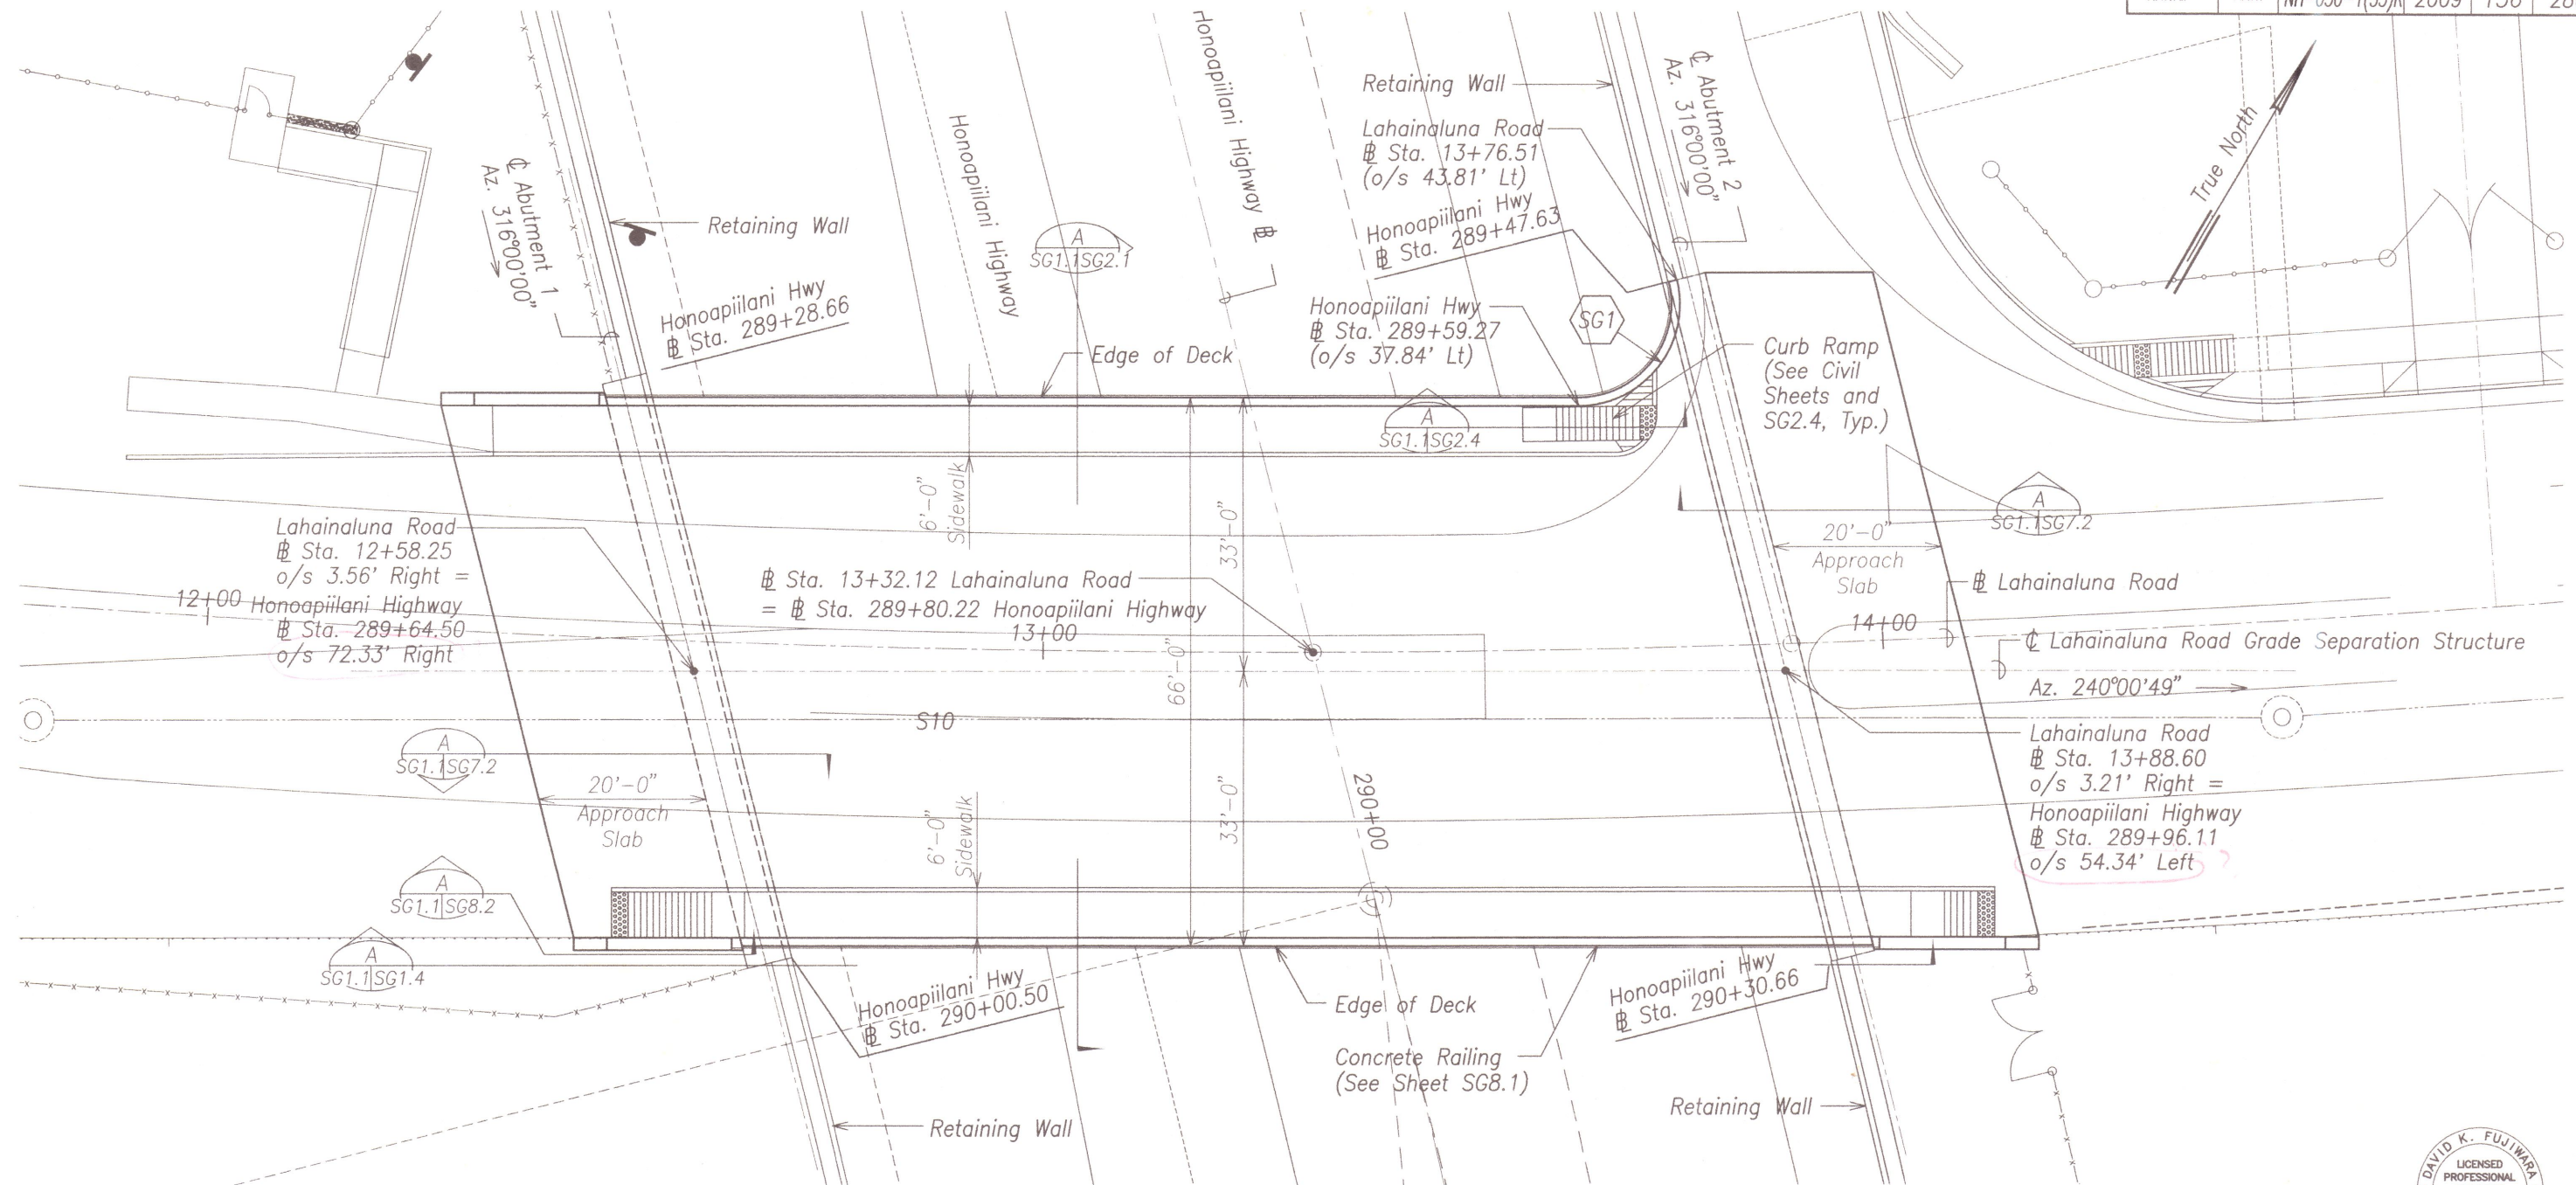 NH-030-1(35)R 2009 156
Honoapiilani Highway ⅊
Honoapiilani Highway
Retaining Wall
℄ Abutment 2
Az. 316°00'00"
Lahainaluna Road
⅊ Sta. 13+76.51
(o/s 43.81' Lt)
Honoapiilani Hwy
⅊ Sta. 289+47.63
True North
℄ Abutment 1
Az. 316°00'00"
Retaining Wall
A
SG1.1 SG2.1
Honoapiilani Hwy
⅊ Sta. 289+28.66
Honoapiilani Hwy
⅊ Sta. 289+59.27
(o/s 37.84' Lt)
SG1
Edge of Deck
Curb Ramp
(See Civil
Sheets and
SG2.4, Typ.)
A
SG1.1 SG2.4
6'-0"
Sidewalk
33'-0"
A
SG1.1 SG7.2
Lahainaluna Road
⅊ Sta. 12+58.25
o/s 3.56' Right =
Honoapiilani Highway
⅊ Sta. 289+64.50
o/s 72.33' Right
12+00
⅊ Sta. 13+32.12 Lahainaluna Road
= ⅊ Sta. 289+80.22 Honoapiilani Highway
13+00
66'-0"
20'-0"
Approach
Slab
⅊ Lahainaluna Road
14+00
℄ Lahainaluna Road Grade Separation Structure
Az. 240°00'49"
S10
A
SG1.1 SG7.2
Lahainaluna Road
⅊ Sta. 13+88.60
o/s 3.21' Right =
Honoapiilani Highway
⅊ Sta. 289+96.11
o/s 54.34' Left ?
20'-0"
Approach
Slab
6'-0"
Sidewalk
33'-0"
290+00
A
SG1.1 SG8.2
A
SG1.1 SG1.4
Honoapiilani Hwy
⅊ Sta. 290+00.50
Edge of Deck
Honoapiilani Hwy
⅊ Sta. 290+30.66
Concrete Railing
(See Sheet SG8.1)
Retaining Wall
Retaining Wall
DAVID K. FUJIWARA
LICENSED
PROFESSIONAL